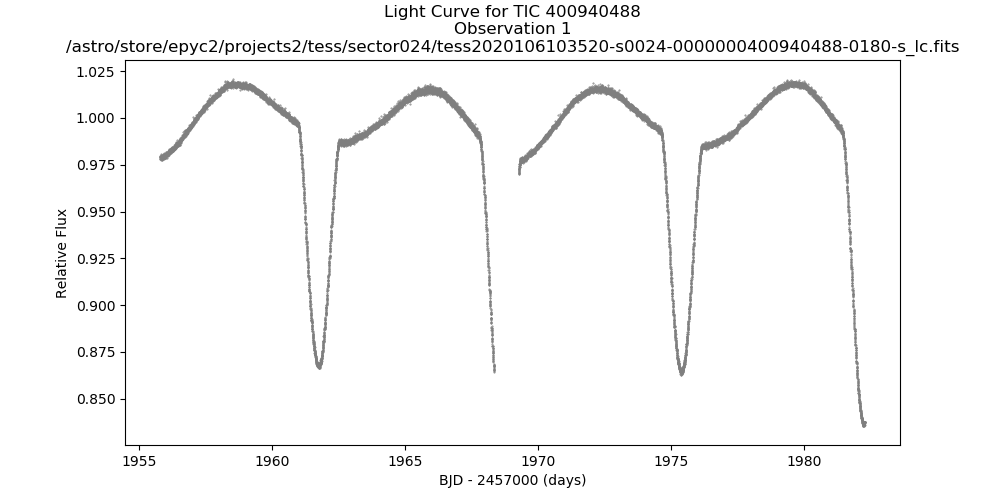 Light Curve for TIC 400940488
Observation 1
/astro/store/epyc2/projects2/tess/sector024/tess2020106103520-s0024-0000000400940488-0180-s_lc.fits
1.025
1.000
0.975
0.950
0.925
0.900
0.875
0.850
Relative Flux
1955
1960
1965
1970
1975
1980
BJD - 2457000 (days)